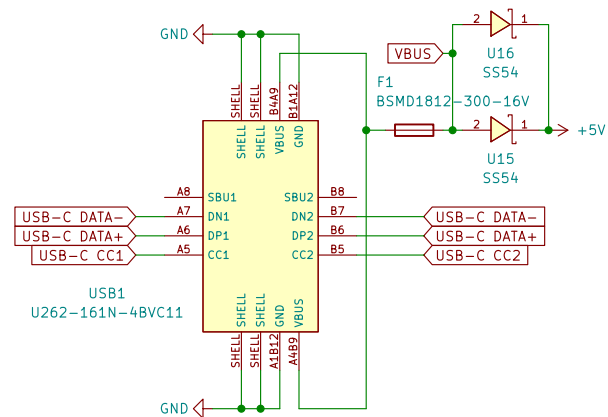 GND
VBUS
2 1
U16
SS54
F1
BSMD1812-300-16V
2 1
+5V
U15
SS54
SHELL SHELL B4A9 B1A12
SHELL SHELL VBUS GND
A8 SBU1 SBU2 B8
USB-C DATA- A7 DN1 DN2 B7 USB-C DATA-
USB-C DATA+ A6 DP1 DP2 B6 USB-C DATA+
USB-C CC1 A5 CC1 CC2 B5 USB-C CC2
USB1
U262-161N-4BVC11
SHELL SHELL GND VBUS
SHELL SHELL A1B12 A4B9
GND